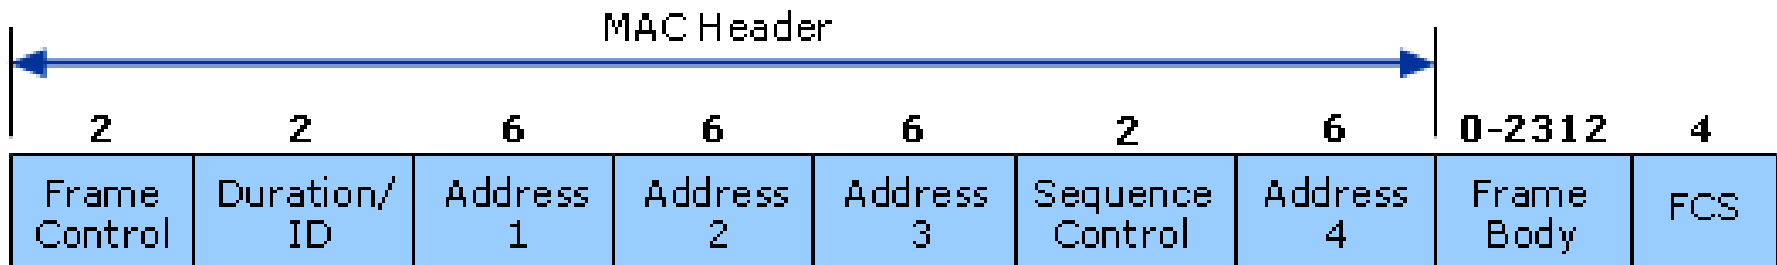 MAC Header
2 2 6 6 6 2 6 0-2312 4
Frame Control Duration/ ID Address 1 Address 2 Address 3 Sequence Control Address 4 Frame Body FCS